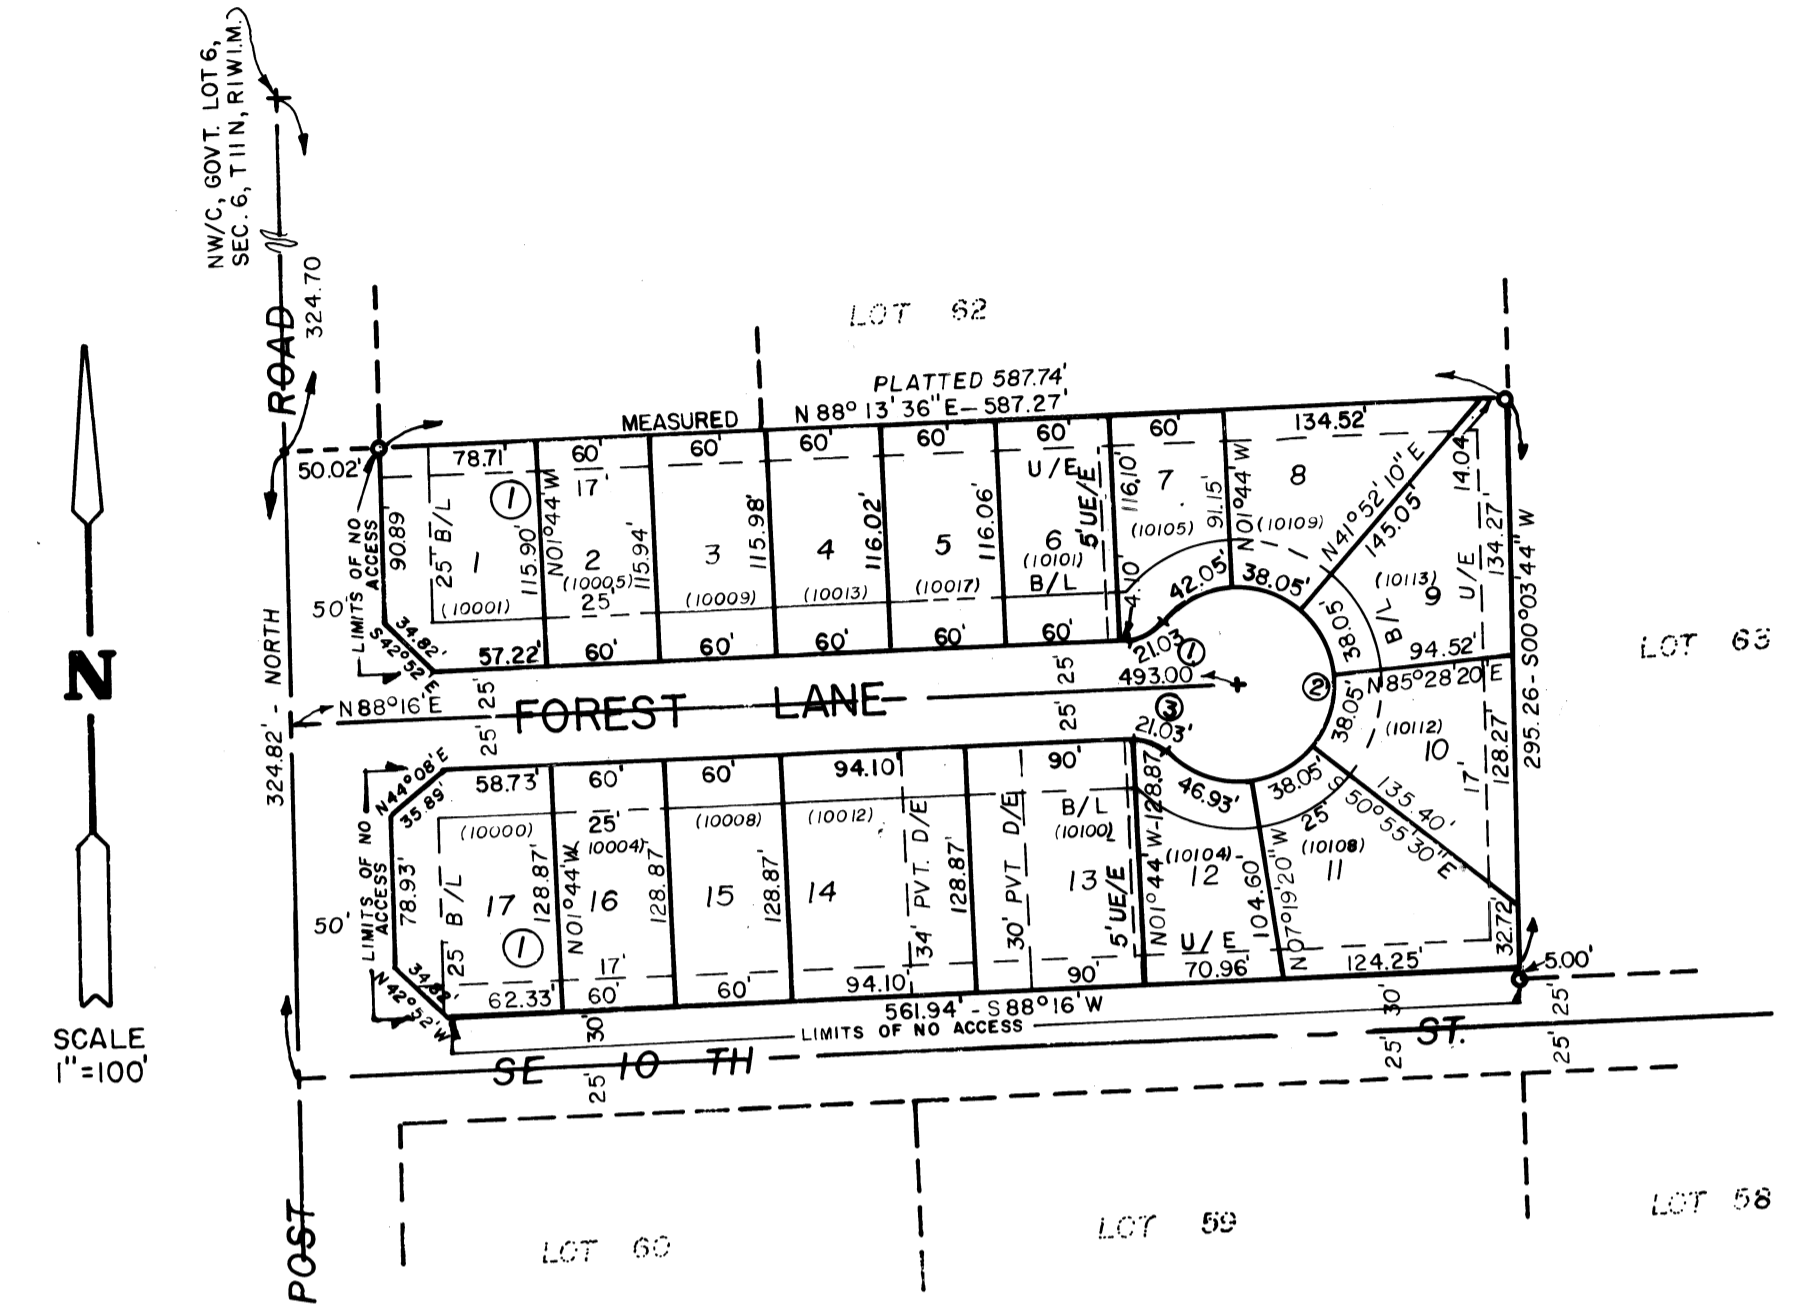 NW/C, GOVT. LOT 6,
SEC. 6, T11N, R1W I.M.
324.70
ROAD
LOT 62
PLATTED 587.74'
MEASURED N 88° 13' 36" E - 587.27'
50.02'
78.71'
60'
60'
60'
60'
60'
60'
134.52'
17'
U/E
5' UE/E
14.04
LIMITS OF NO
ACCESS
90.89'
25' B/L
1
1
115.90'
N01°44'W
2
(10005)
25'
115.94'
3
115.98'
(10009)
4
116.02'
(10013)
5
116.06'
(10017)
6
(10101)
B/L
116.10'
7
(10105)
91.15'
N01°44'W
8
(10109)
N41°52'10"E
145.05'
(10113)
9
U/E
134.27'
295.26 - S00°03'44"W
(10001)
4.10'
42.05'
38.05'
38.05'
B/L
94.52'
N85°28'20"E
50'
34.82'
S 42°52'E
57.22'
60'
60'
60'
60'
60'
21.03
1
25'
493.00
2
LOT 63
324.82' - NORTH
N88°16'E
25'
25'
FOREST LANE
25'
3
21.03'
38.05'
(10112)
10
128.27'
17'
N44°08'E
35.89'
58.73'
60'
60'
94.10'
90'
46.93'
38.05'
25'
135.40'
S 50°55'30"E
LIMITS OF NO
ACCESS
78.93'
25' B/L
(10000)
17
1
128.87'
N01°44'W
25'
(10004)
16
128.87
(10008)
15
128.87'
(10012)
14
34' PVT. D/E
128.87'
30' PVT D/E
B/L
(10100)
13
5' UE/E
N01°44'W-128.87'
(10104)
12
U/E
104.60
N07°19'20"W
(10108)
11
32.72'
50'
34.82'
N 42°52'W
62.33'
17'
60'
60'
94.10'
90'
70.96'
124.25'
5.00'
561.94' - S 88°16' W
LIMITS OF NO ACCESS
30'
30'
25'
SE 10 TH ST.
25'
25'
25'
N
SCALE
1"=100'
POST
LOT 60
LOT 59
LOT 58